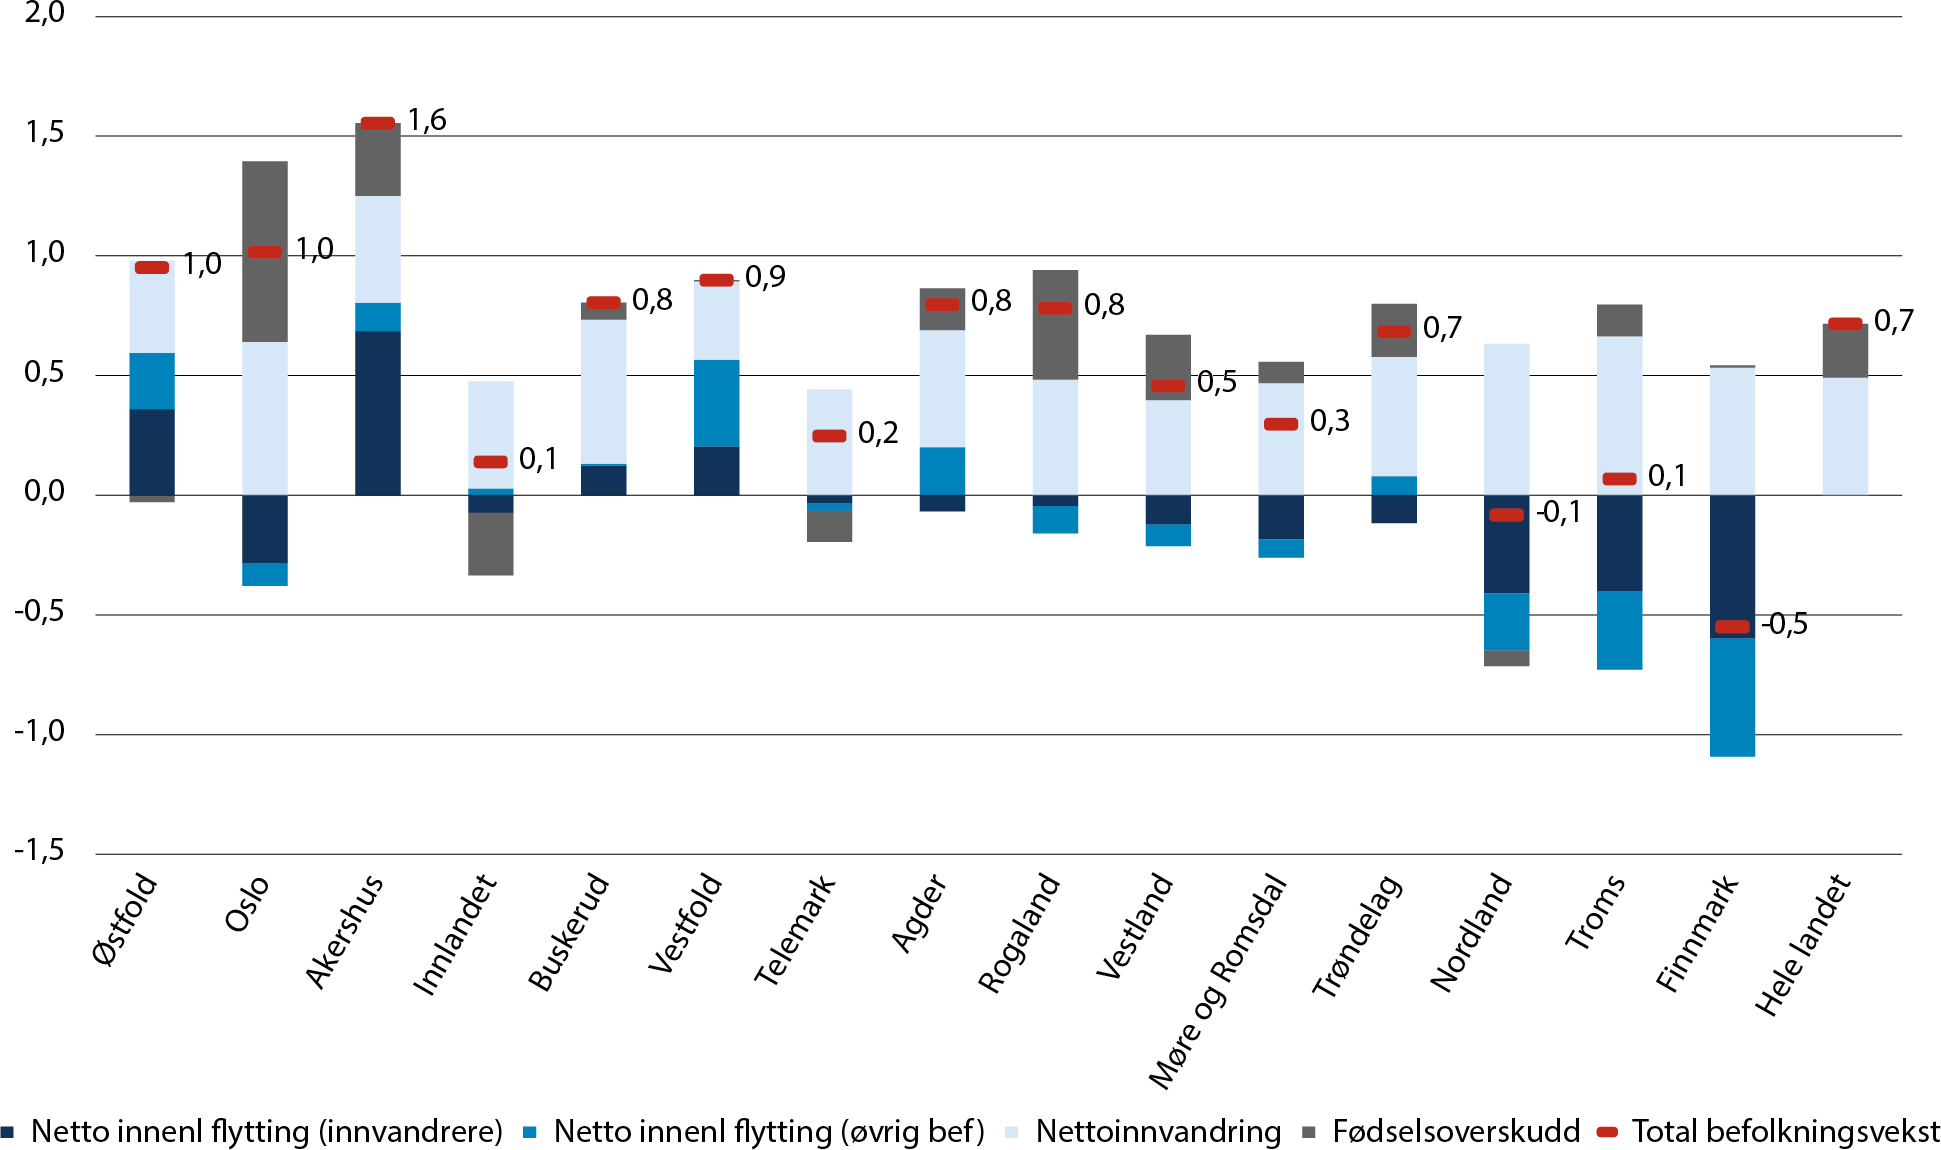 2,0
1,5
1,0
0,5
0,0
-0,5
-1,0
-1,5
1,0
1,0
1,6
0,1
0,8
0,9
0,2
0,8
0,8
0,5
0,3
0,7
-0,1
0,1
-0,5
0,7
Østfold
Oslo
Akershus
Innlandet
Buskerud
Vestfold
Telemark
Agder
Rogaland
Vestland
Møre og Romsdal
Trøndelag
Nordland
Troms
Finnmark
Hele landet
Netto innenl flytting (innvandrere) Netto innenl flytting (øvrig bef) Nettoinnvandring Fødselsoverskudd Total befolkningsvekst